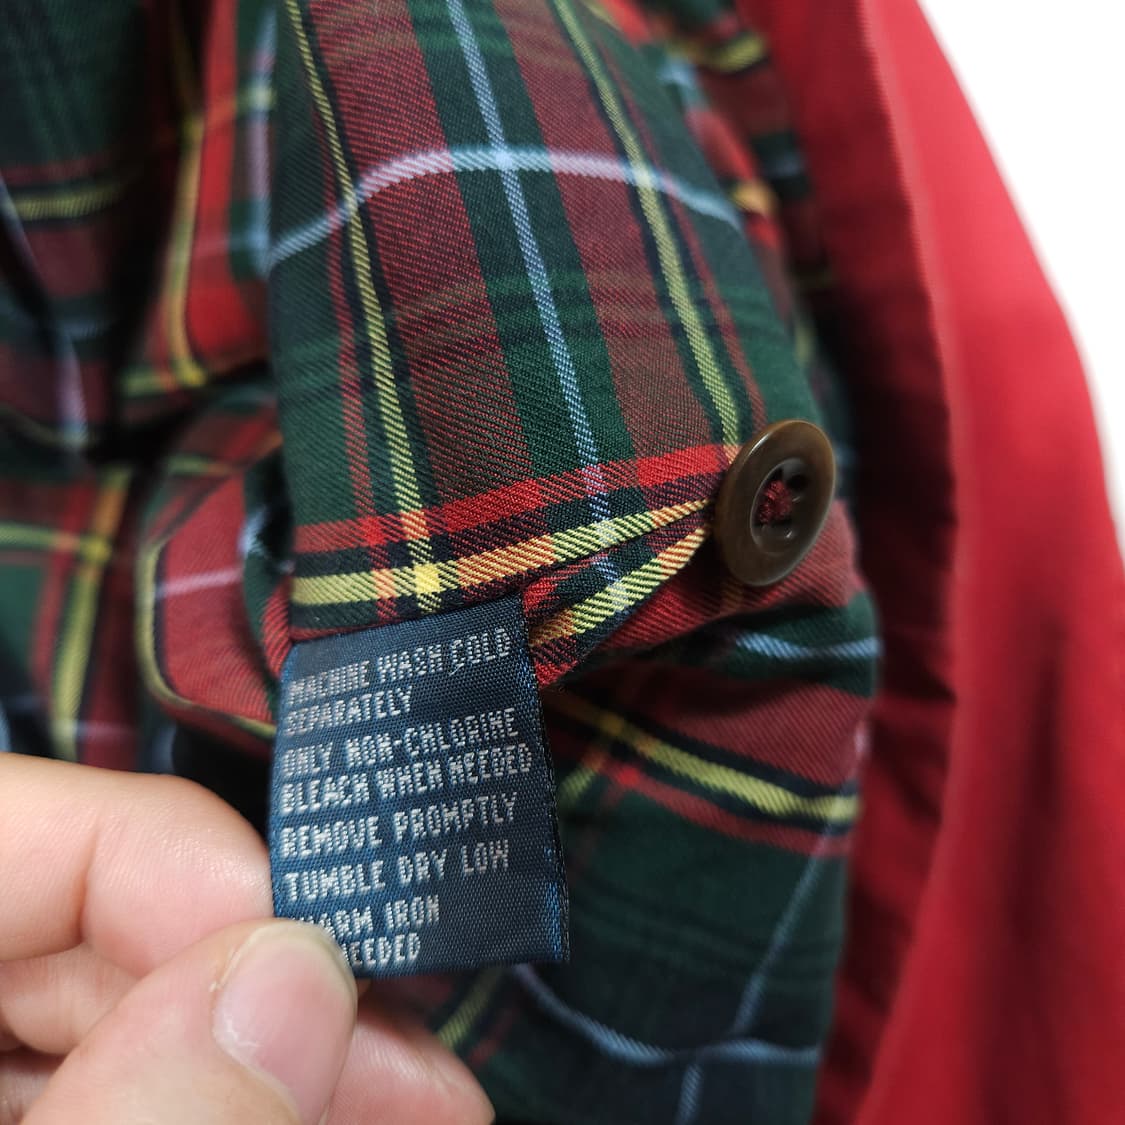 MACHINE WASH COLD
SEPARATELY
ONLY NON-CHLORINE
BLEACH WHEN NEEDED
REMOVE PROMPTLY
TUMBLE DRY LOW
WARM IRON
NEEDED